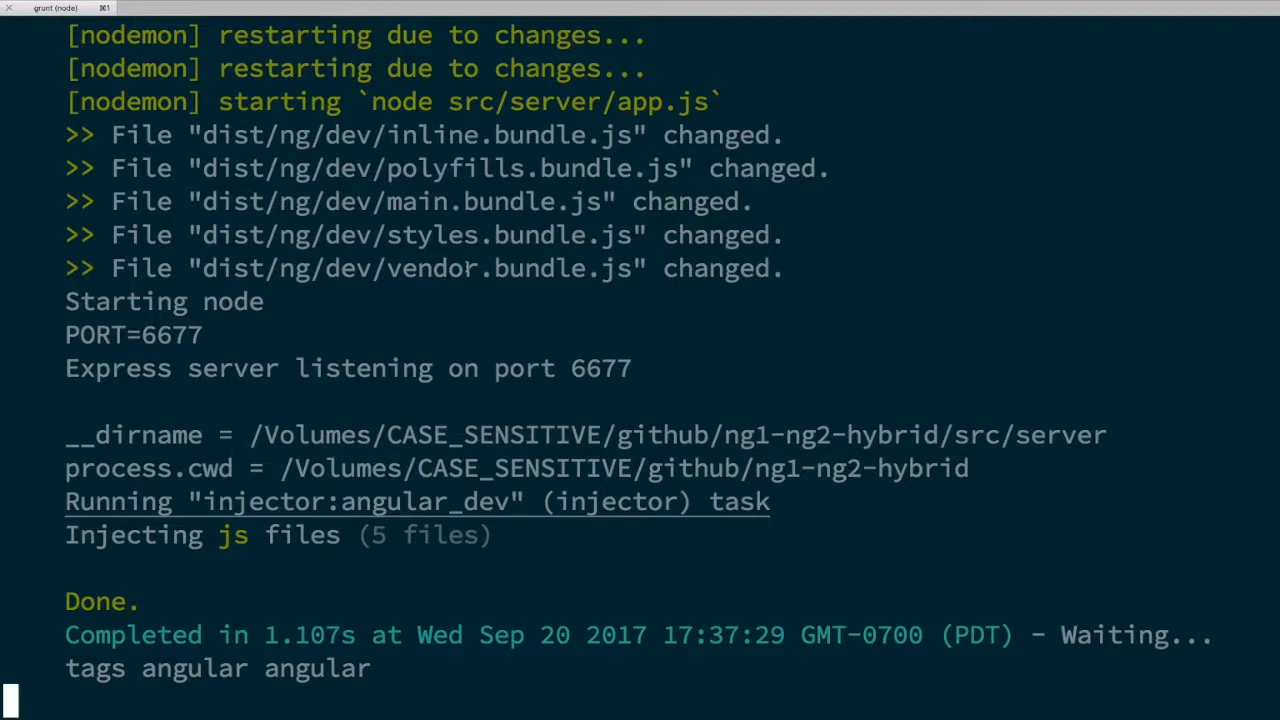 grunt (node) ⌘1
[nodemon] restarting due to changes...
[nodemon] restarting due to changes...
[nodemon] starting `node src/server/app.js`
>> File "dist/ng/dev/inline.bundle.js" changed.
>> File "dist/ng/dev/polyfills.bundle.js" changed.
>> File "dist/ng/dev/main.bundle.js" changed.
>> File "dist/ng/dev/styles.bundle.js" changed.
>> File "dist/ng/dev/vendor.bundle.js" changed.
Starting node
PORT=6677
Express server listening on port 6677
__dirname = /Volumes/CASE_SENSITIVE/github/ng1-ng2-hybrid/src/server
process.cwd = /Volumes/CASE_SENSITIVE/github/ng1-ng2-hybrid
Running "injector:angular_dev" (injector) task
Injecting js files (5 files)
Done.
Completed in 1.107s at Wed Sep 20 2017 17:37:29 GMT-0700 (PDT) - Waiting...
tags angular angular